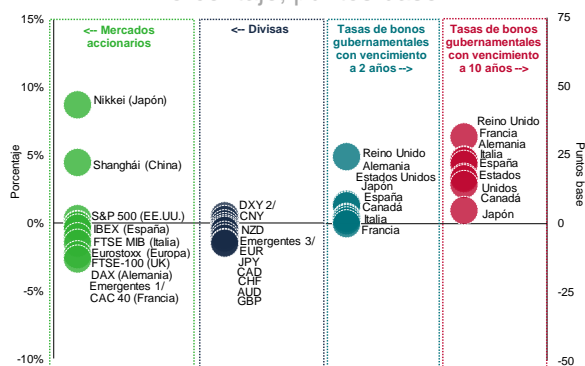 15%
10%
5%
0%
-5%
-10%
Porcentaje
<-- Mercados
accionarios
Nikkei (Japón)
Shanghái (China)
S&P 500 (EE.UU.)
IBEX (España)
FTSE MIB (Italia)
Eurostoxx (Europa)
FTSE-100 (UK)
DAX (Alemania)
Emergentes 1/
CAC 40 (Francia)
<-- Divisas
DXY 2/
CNY
NZD
Emergentes 3/
EUR
JPY
CAD
CHF
AUD
GBP
Tasas de bonos
gubernamentales
con vencimiento
a 2 años -->
Reino Unido
Alemania
Estados Unidos
Japón
España
Canadá
Italia
Francia
Tasas de bonos
gubernamentales
con vencimiento
a 10 años -->
Reino Unido
Francia
Alemania
Italia
España
Estados
Unidos
Canadá
Japón
75
50
25
0
-25
-50
Puntos base